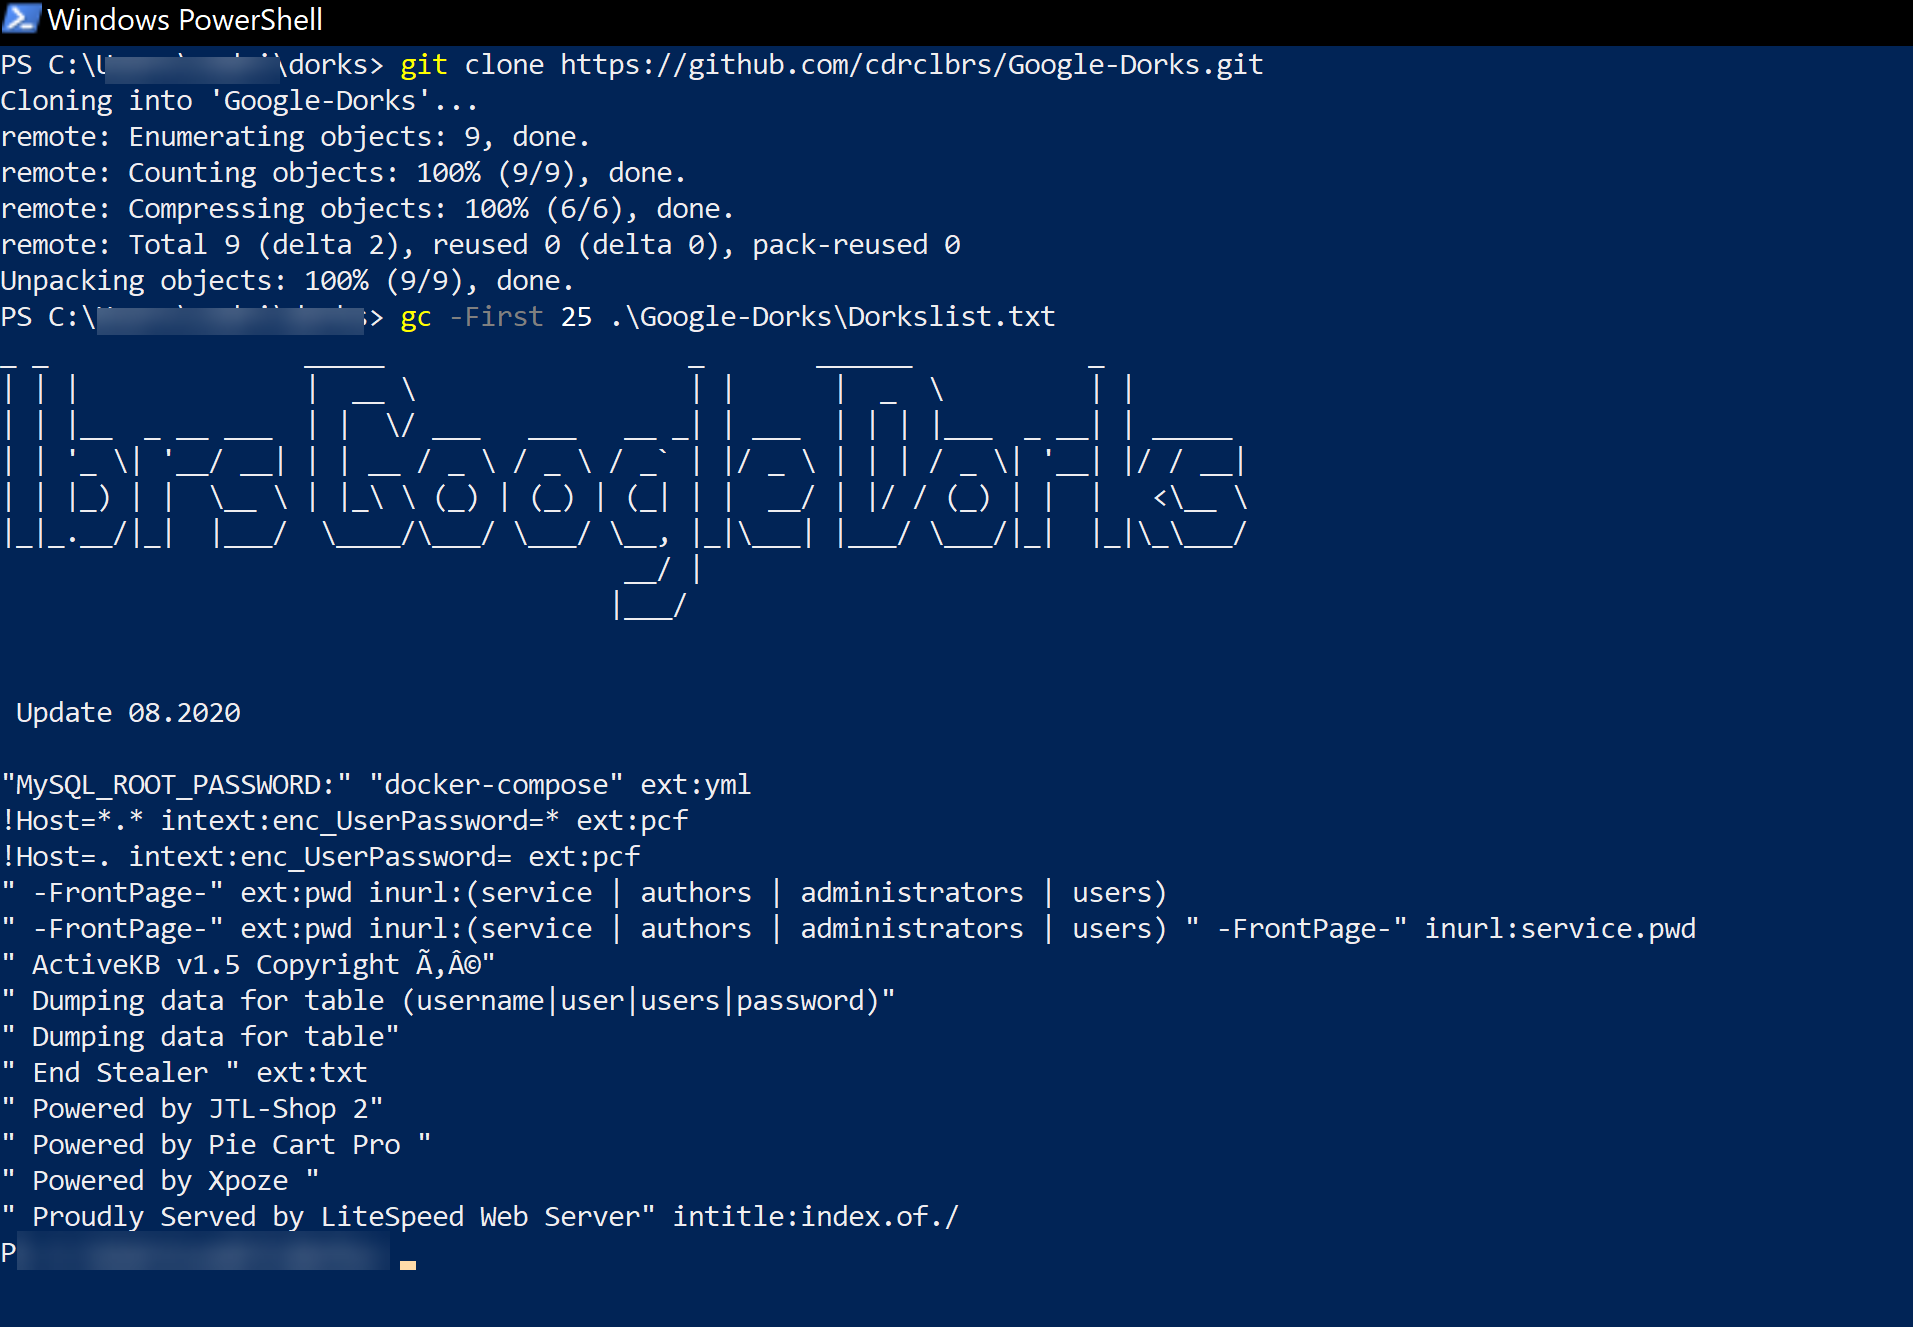 Windows PowerShell
PS C:\U \dorks> git clone https://github.com/cdrclbrs/Google-Dorks.git
Cloning into 'Google-Dorks'...
remote: Enumerating objects: 9, done.
remote: Counting objects: 100% (9/9), done.
remote: Compressing objects: 100% (6/6), done.
remote: Total 9 (delta 2), reused 0 (delta 0), pack-reused 0
Unpacking objects: 100% (9/9), done.
PS C:\ > gc -First 25 .\Google-Dorks\Dorkslist.txt
lbrsGoogleDorks
Update 08.2020
"MySQL_ROOT_PASSWORD:" "docker-compose" ext:yml
!Host=*.* intext:enc_UserPassword=* ext:pcf
!Host=. intext:enc_UserPassword= ext:pcf
" -FrontPage-" ext:pwd inurl:(service | authors | administrators | users)
" -FrontPage-" ext:pwd inurl:(service | authors | administrators | users) " -FrontPage-" inurl:service.pwd
" ActiveKB v1.5 Copyright Ã‚Â©"
" Dumping data for table (username|user|users|password)"
" Dumping data for table"
" End Stealer " ext:txt
" Powered by JTL-Shop 2"
" Powered by Pie Cart Pro "
" Powered by Xpoze "
" Proudly Served by LiteSpeed Web Server" intitle:index.of./
P